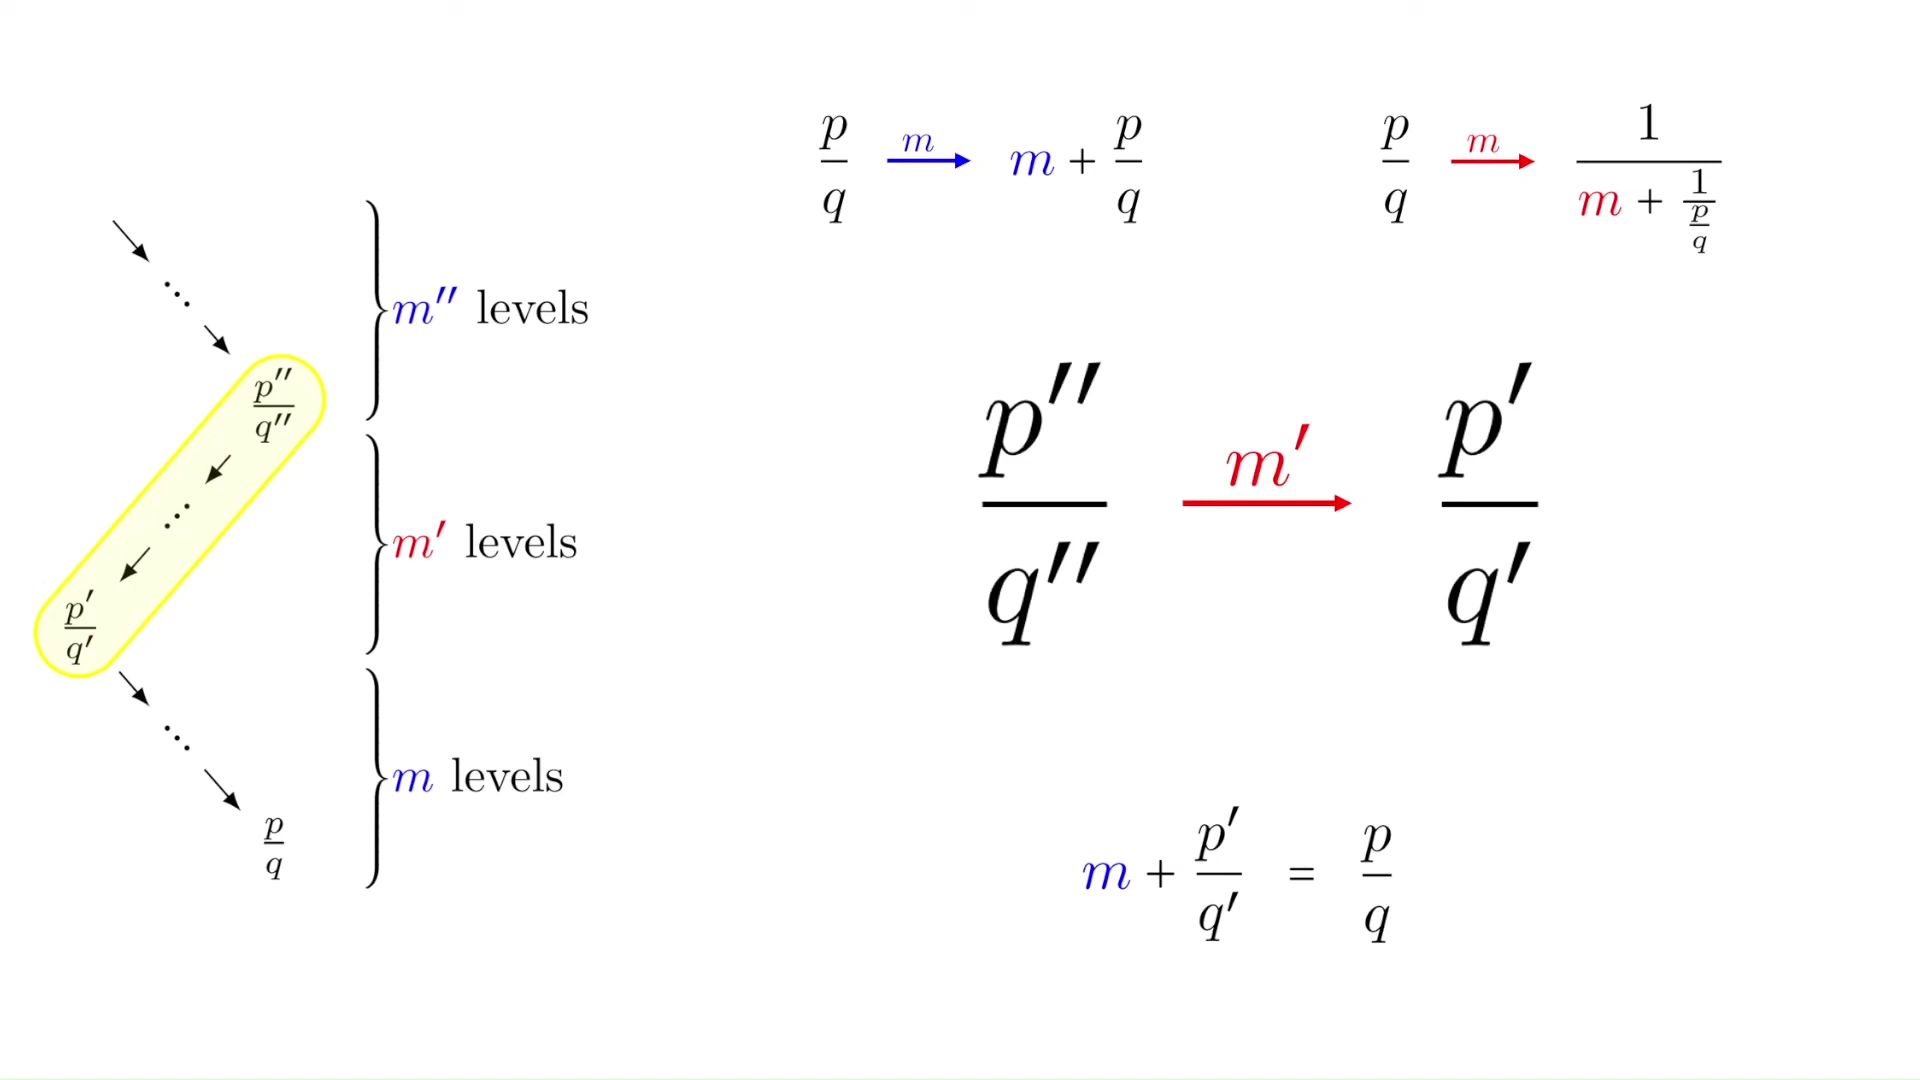 p/q →^m m + p/q
p/q →^m 1/(m + 1/(p/q))
m″ levels
p″/q″
m′ levels
p′/q′
m levels
p/q
p″/q″ →^{m′} p′/q′
m + p′/q′ = p/q